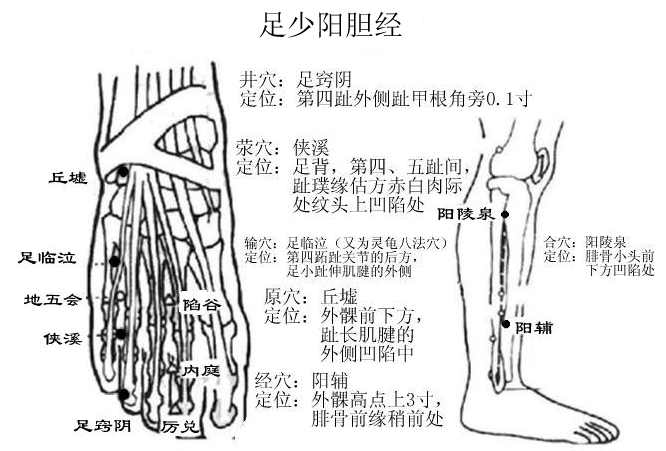 足少阳胆经
井穴：足窍阴
定位：第四趾外侧趾甲根角旁0.1寸
荥穴：侠溪
定位：足背，第四、五趾间，
趾璞缘估方赤白肉际
处纹头上凹陷处
输穴：足临泣（又为灵龟八法穴）
定位：第四跖趾关节的后方，
足小趾伸肌腱的外侧
原穴：丘墟
定位：外髁前下方，
趾长肌腱的
外侧凹陷中
经穴：阳辅
定位：外髁高点上3寸，
腓骨前缘稍前处
合穴：阳陵泉
定位：腓骨小头前
下方凹陷处
丘墟
足临泣
地五会
侠溪
足窍阴
陷谷
内庭
厉兑
阳陵泉
阳辅